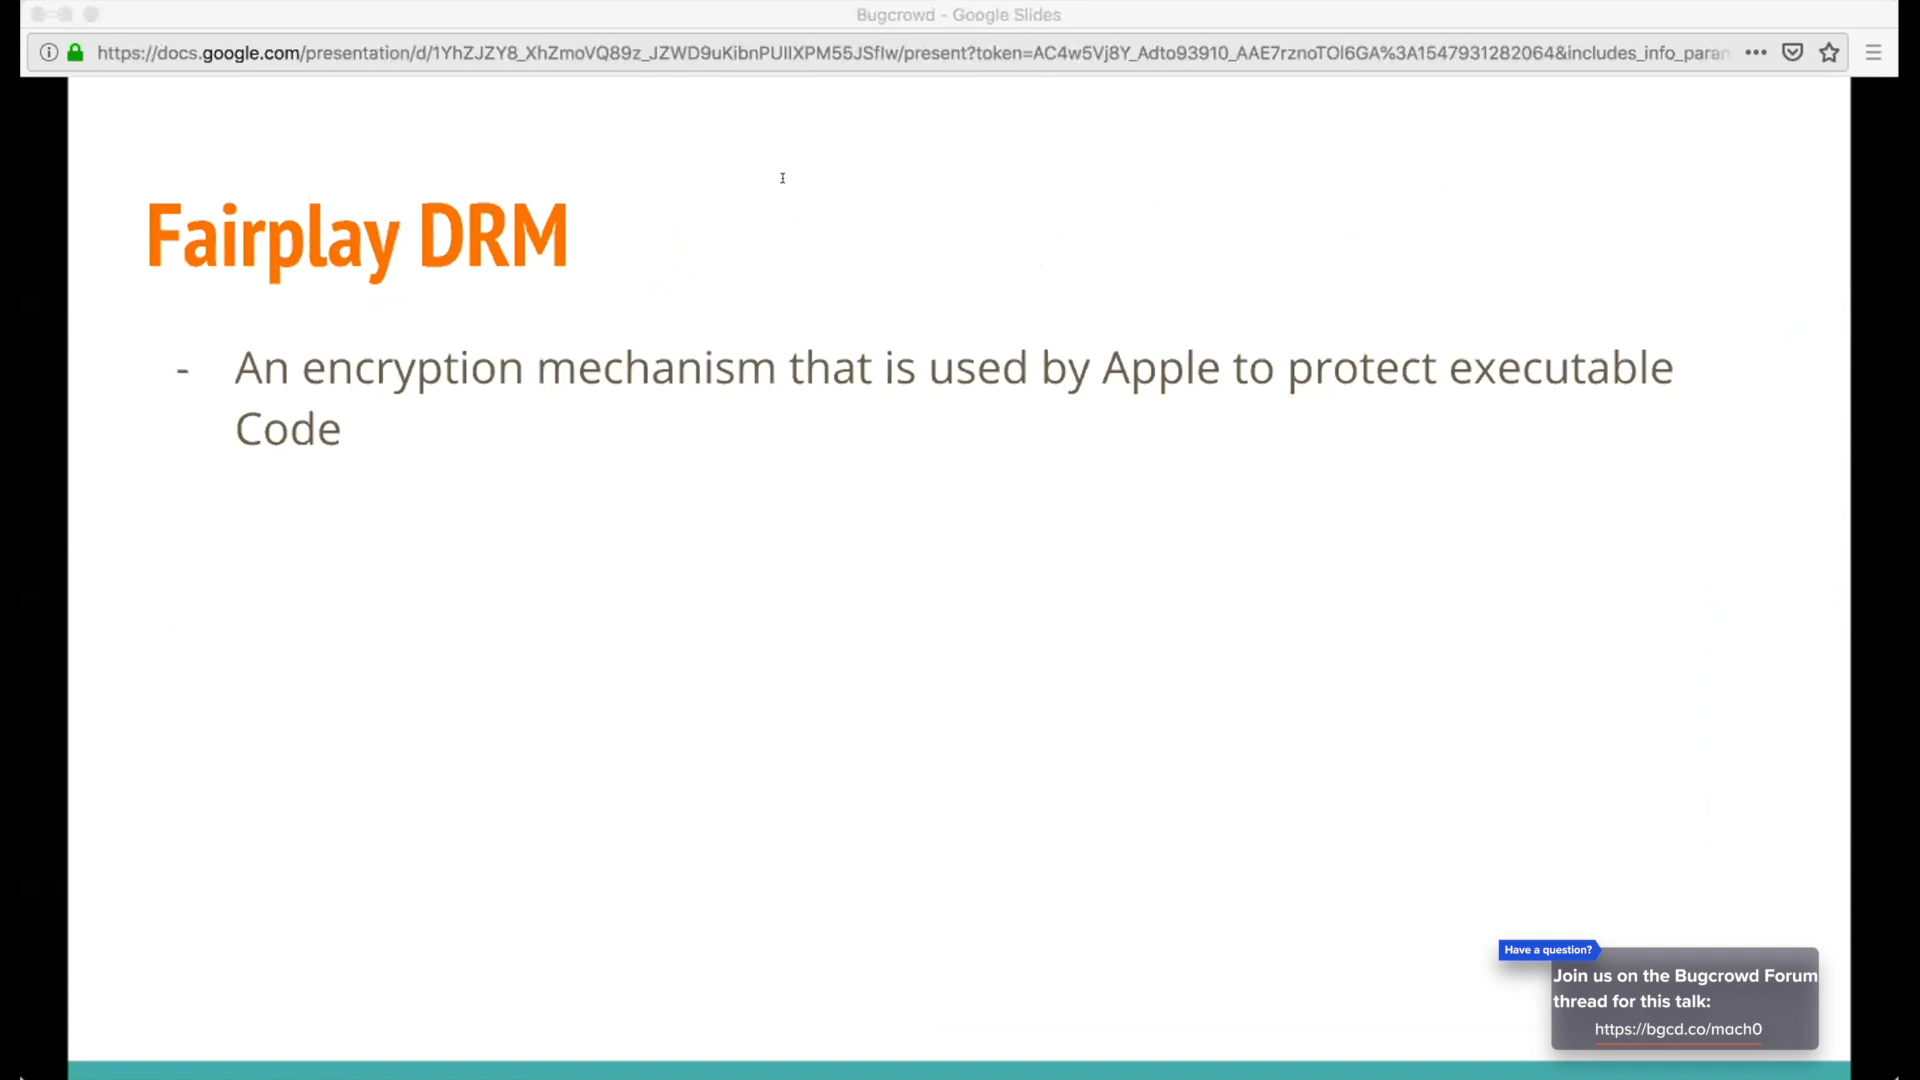 Bugcrowd - Google Slides
https://docs.google.com/presentation/d/1YhZJZY8_XhZmoVQ89z_JZWD9uKibnPUIlXPM55JSflw/present?token=AC4w5Vj8Y_Adto93910_AAE7rznoTOl6GA%3A1547931282064&includes_info_param
Fairplay DRM
- An encryption mechanism that is used by Apple to protect executable
Code
Have a question?
Join us on the Bugcrowd Forum
thread for this talk:
https://bgcd.co/mach0